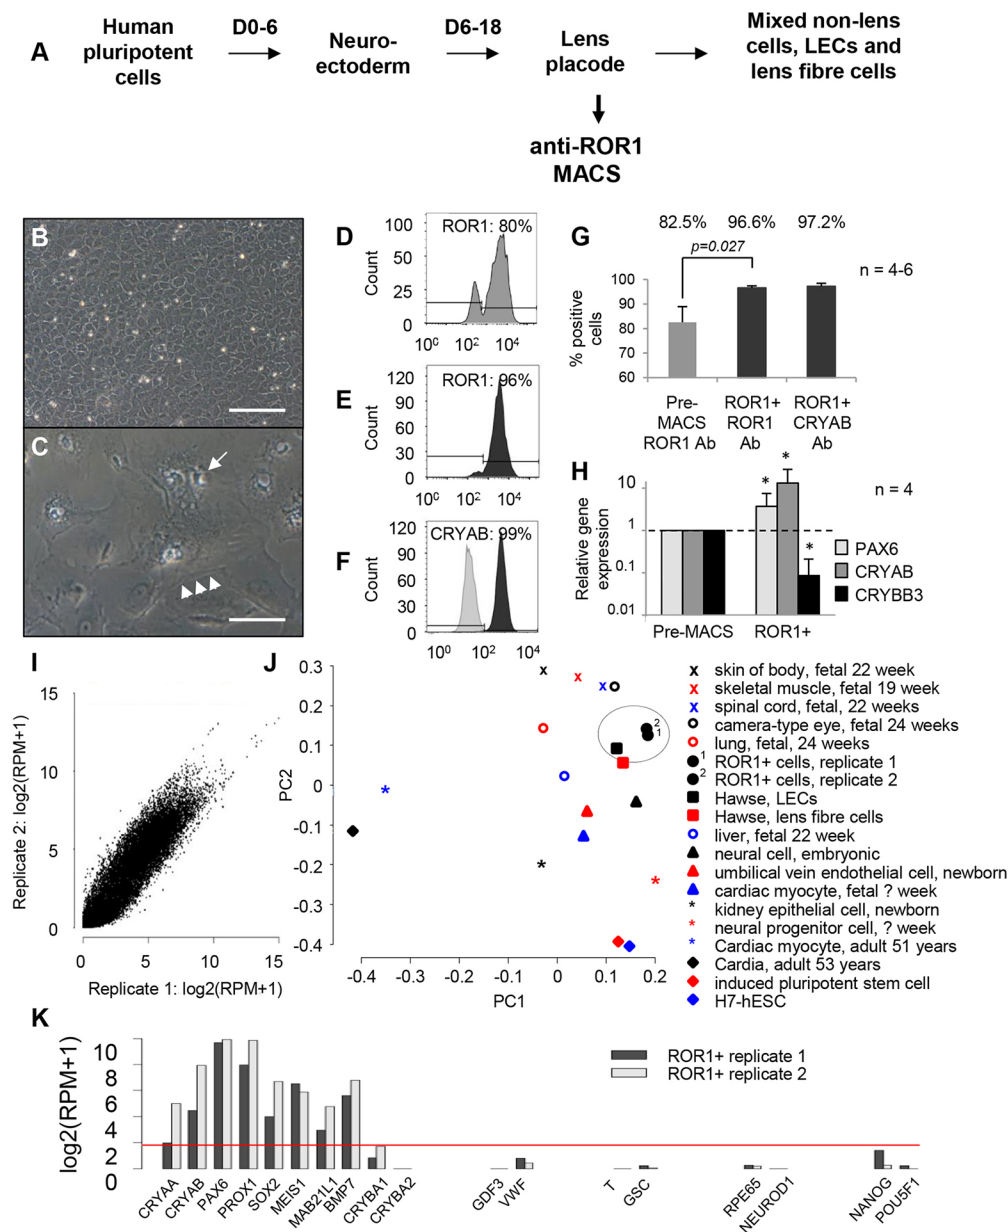 A
Human
pluripotent
cells
D0-6
Neuro-
ectoderm
D6-18
Lens
placode
Mixed non-lens
cells, LECs and
lens fibre cells
anti-ROR1
MACS
B
C
D
ROR1: 80%
Count
100
75
50
25
0
10⁰ 10² 10⁴
E
ROR1: 96%
Count
120
90
60
30
0
10⁰ 10² 10⁴
F
CRYAB: 99%
Count
120
90
60
30
0
10⁰ 10² 10⁴
G
82.5% 96.6% 97.2%
p=0.027
n = 4-6
% positive
cells
100
90
80
70
60
Pre-
MACS
ROR1 Ab
ROR1+
ROR1
Ab
ROR1+
CRYAB
Ab
H
n = 4
Relative gene
expression
10
1
0.1
0.01
* * *
Pre-MACS ROR1+
PAX6
CRYAB
CRYBB3
I
Replicate 2: log2(RPM+1)
15
10
5
0
0 5 10 15
Replicate 1: log2(RPM+1)
J
PC2
0.3
0.2
0.1
0
-0.1
-0.2
-0.3
-0.4
-0.4 -0.3 -0.2 -0.1 0 0.1 0.2
PC1
2
1
x skin of body, fetal 22 week
x skeletal muscle, fetal 19 week
x spinal cord, fetal, 22 weeks
camera-type eye, fetal 24 weeks
lung, fetal, 24 weeks
1 ROR1+ cells, replicate 1
2 ROR1+ cells, replicate 2
Hawse, LECs
Hawse, lens fibre cells
liver, fetal 22 week
neural cell, embryonic
umbilical vein endothelial cell, newborn
cardiac myocyte, fetal ? week
* kidney epithelial cell, newborn
* neural progenitor cell, ? week
* Cardiac myocyte, adult 51 years
Cardia, adult 53 years
induced pluripotent stem cell
H7-hESC
K
log2(RPM+1)
10
8
6
4
2
0
ROR1+ replicate 1
ROR1+ replicate 2
CRYAA
CRYAB
PAX6
PROX1
SOX2
MEIS1
MAB21L1
BMP7
CRYBA1
CRYBA2
GDF3
VWF
T
GSC
RPE65
NEUROD1
NANOG
POU5F1